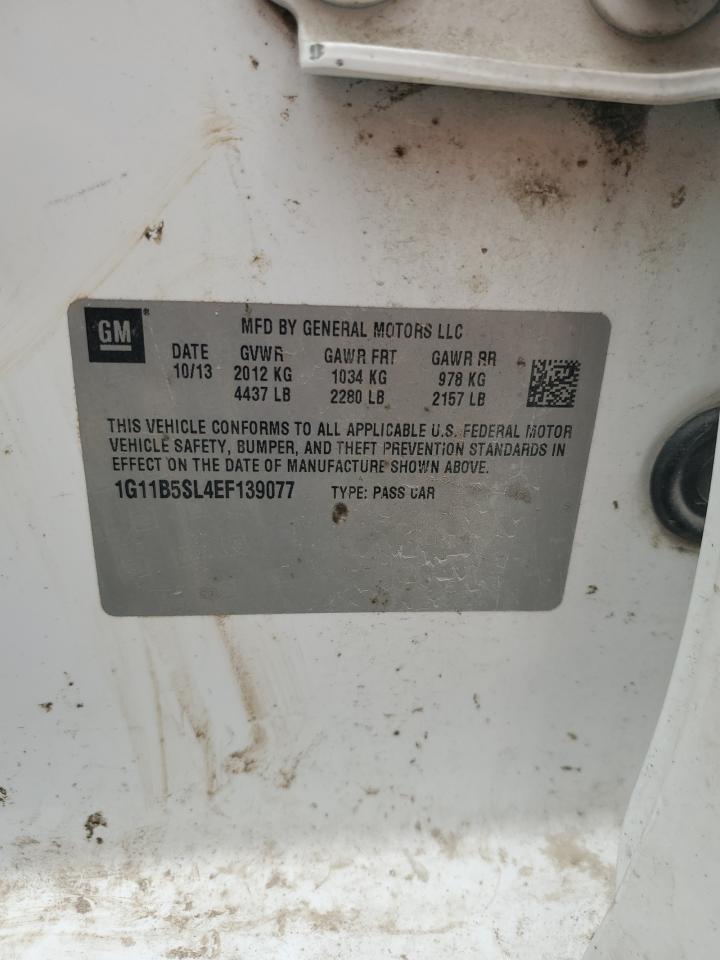 GM ® MFD BY GENERAL MOTORS LLC
DATE GVWR GAWR FRT GAWR RR
10/13 2012 KG 1034 KG 978 KG
4437 LB 2280 LB 2157 LB
THIS VEHICLE CONFORMS TO ALL APPLICABLE U.S. FEDERAL MOTOR
VEHICLE SAFETY, BUMPER, AND THEFT PREVENTION STANDARDS IN
EFFECT ON THE DATE OF MANUFACTURE SHOWN ABOVE.
1G11B5SL4EF139077 TYPE: PASS CAR